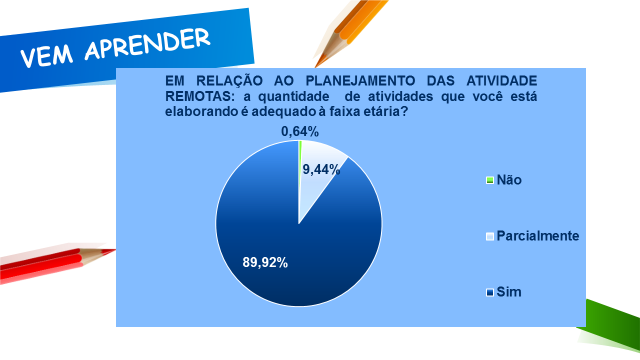 VEM APRENDER
EM RELAÇÃO AO PLANEJAMENTO DAS ATIVIDADE
REMOTAS: a quantidade de atividades que você está
elaborando é adequado à faixa etária?
0,64%
9,44%
89,92%
Não
Parcialmente
Sim